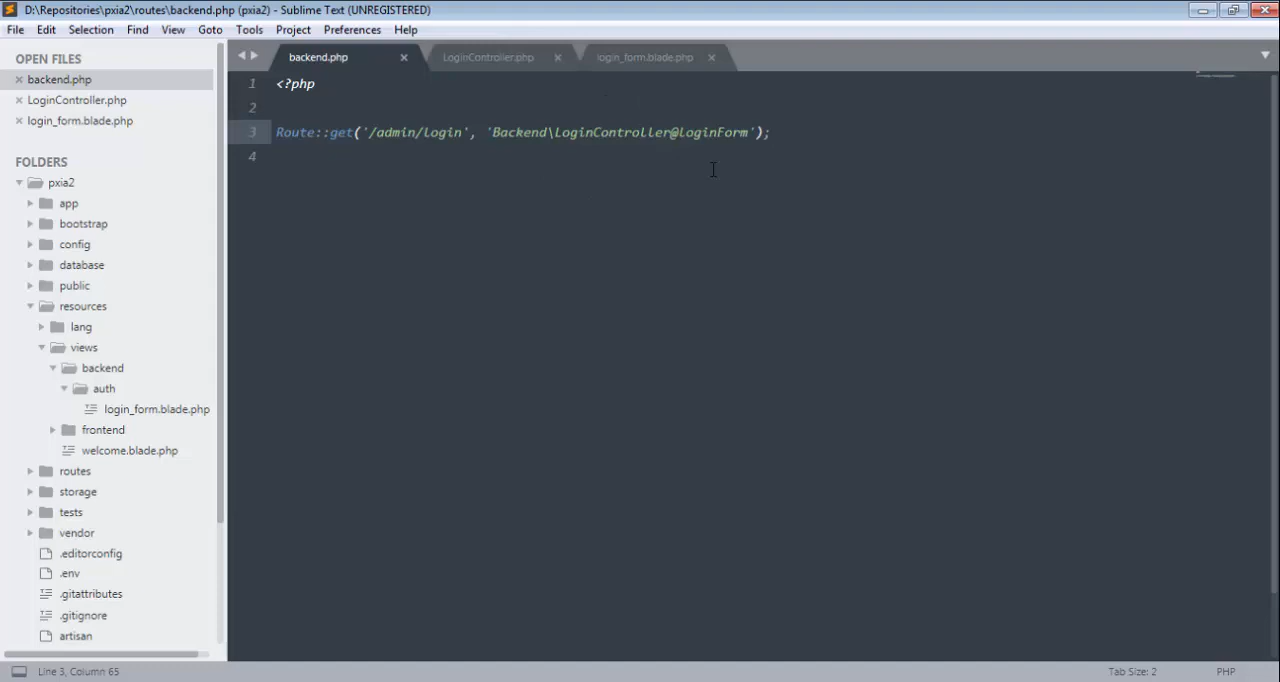 D:\Repositories\pxia2\routes\backend.php (pxia2) - Sublime Text (UNREGISTERED)
File Edit Selection Find View Goto Tools Project Preferences Help
OPEN FILES
backend.php
LoginController.php
login_form.blade.php
FOLDERS
pxia2
app
bootstrap
config
database
public
resources
lang
views
backend
auth
login_form.blade.php
frontend
welcome.blade.php
routes
storage
tests
vendor
.editorconfig
.env
.gitattributes
.gitignore
artisan
backend.php LoginController.php login_form.blade.php
1 <?php
2
3 Route::get('/admin/login', 'Backend\LoginController@loginForm');
4
Line 3, Column 65 Tab Size: 2 PHP